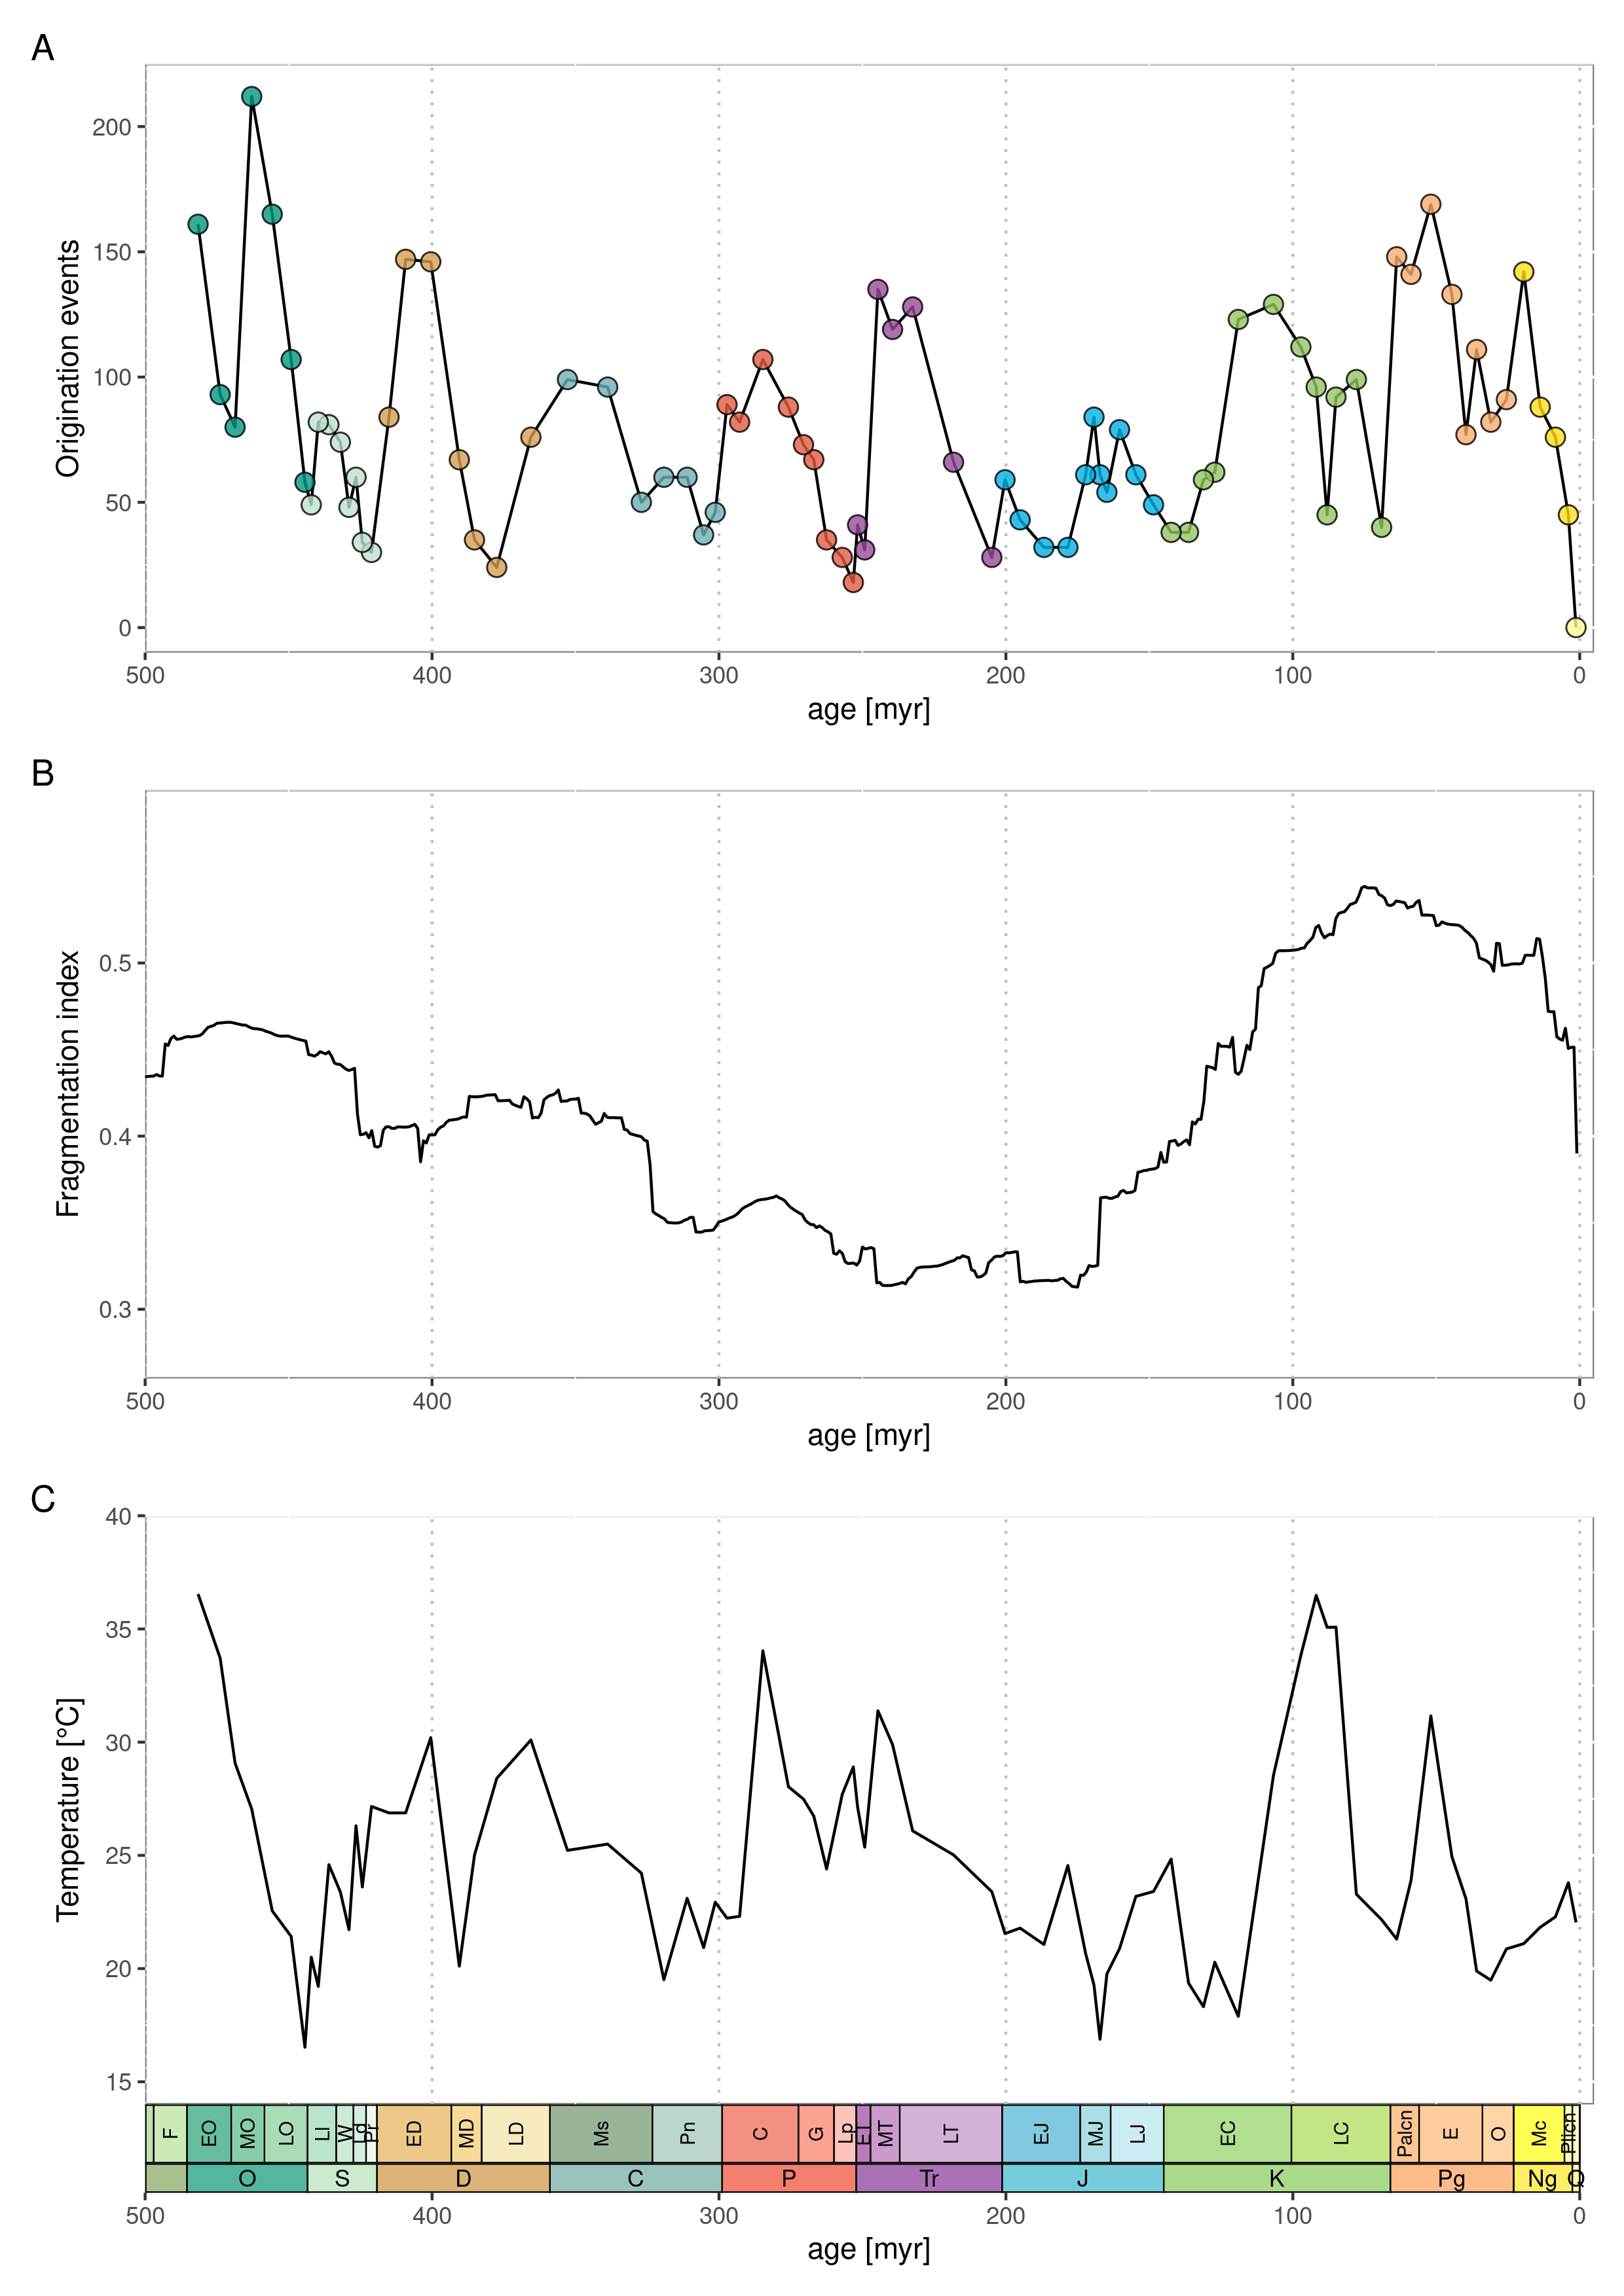 A
Origination events
200
150
100
50
0
500 400 300 200 100 0
age [myr]
B
Fragmentation index
0.5
0.4
0.3
500 400 300 200 100 0
age [myr]
C
Temperature [°C]
40
35
30
25
20
15
F EO MO LO Ll W Ld Pr ED MD LD Ms Pn C G Lp ET MT LT EJ MJ LJ EC LC Palcn E O Mc Plicn
O S D C P Tr J K Pg Ng Q
500 400 300 200 100 0
age [myr]